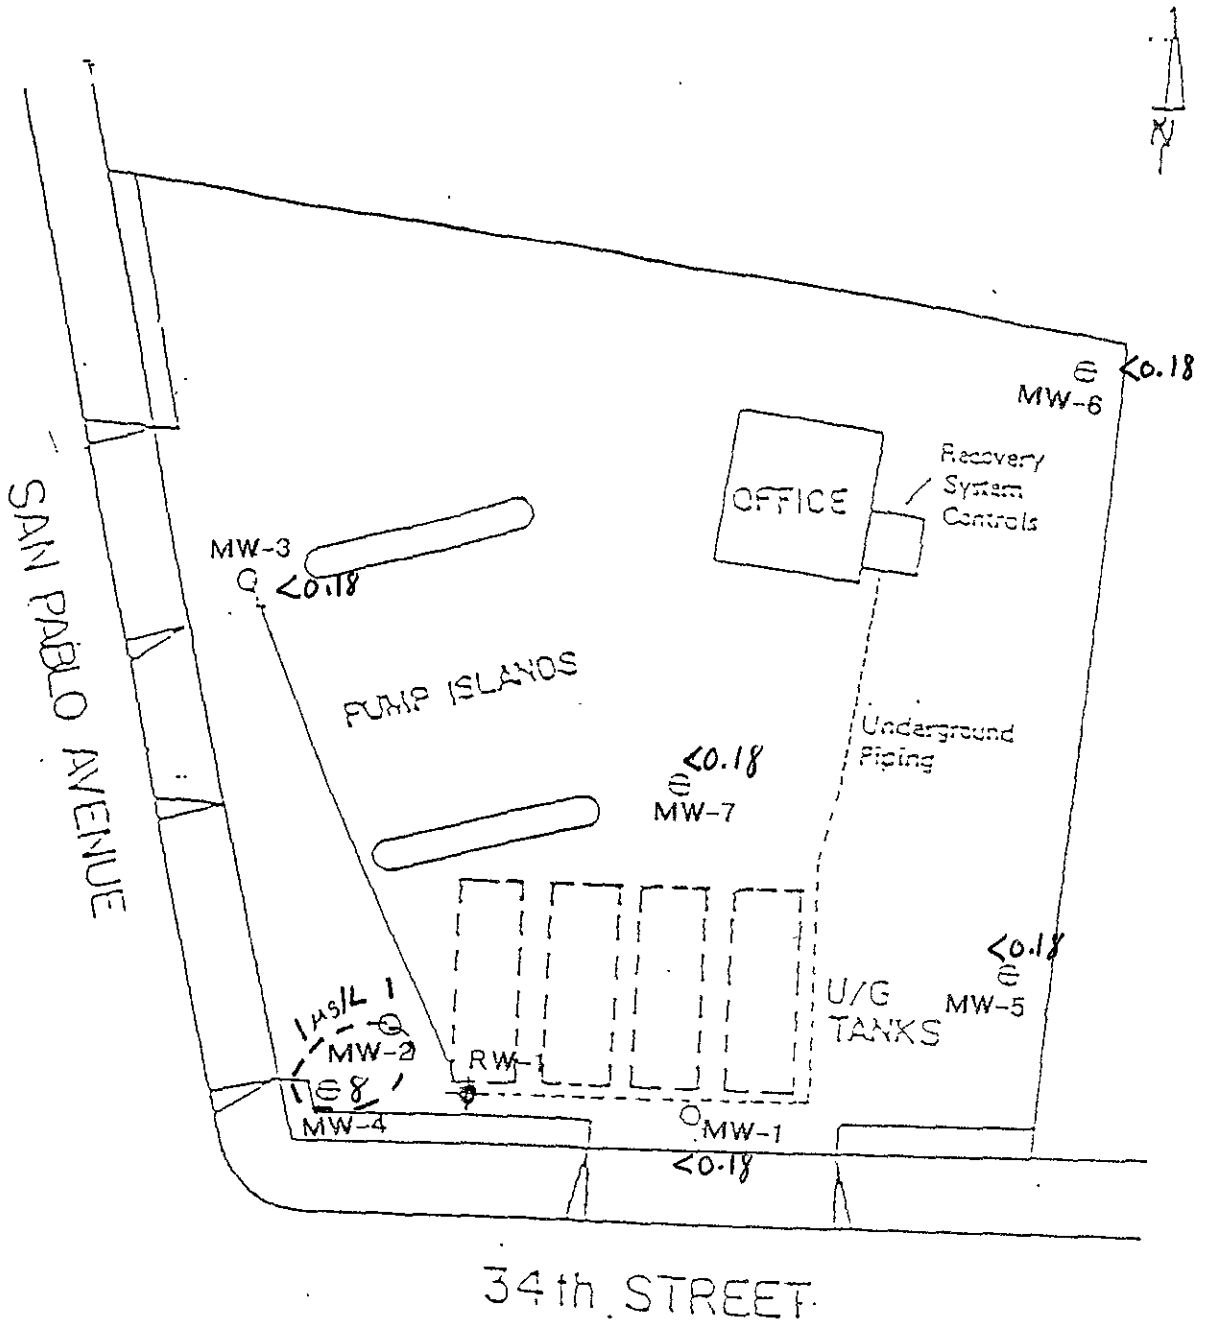 N
<0.18
MW-6
Recovery
System
Controls
OFFICE
MW-3
<0.18
SAN PABLO AVENUE
PUMP ISLANDS
Underground
Piping
<0.18
MW-7
<0.18
MW-5
U/G
TANKS
1 µg/L 1
MW-2
RW-1
8
MW-4
MW-1
<0.18
34th STREET